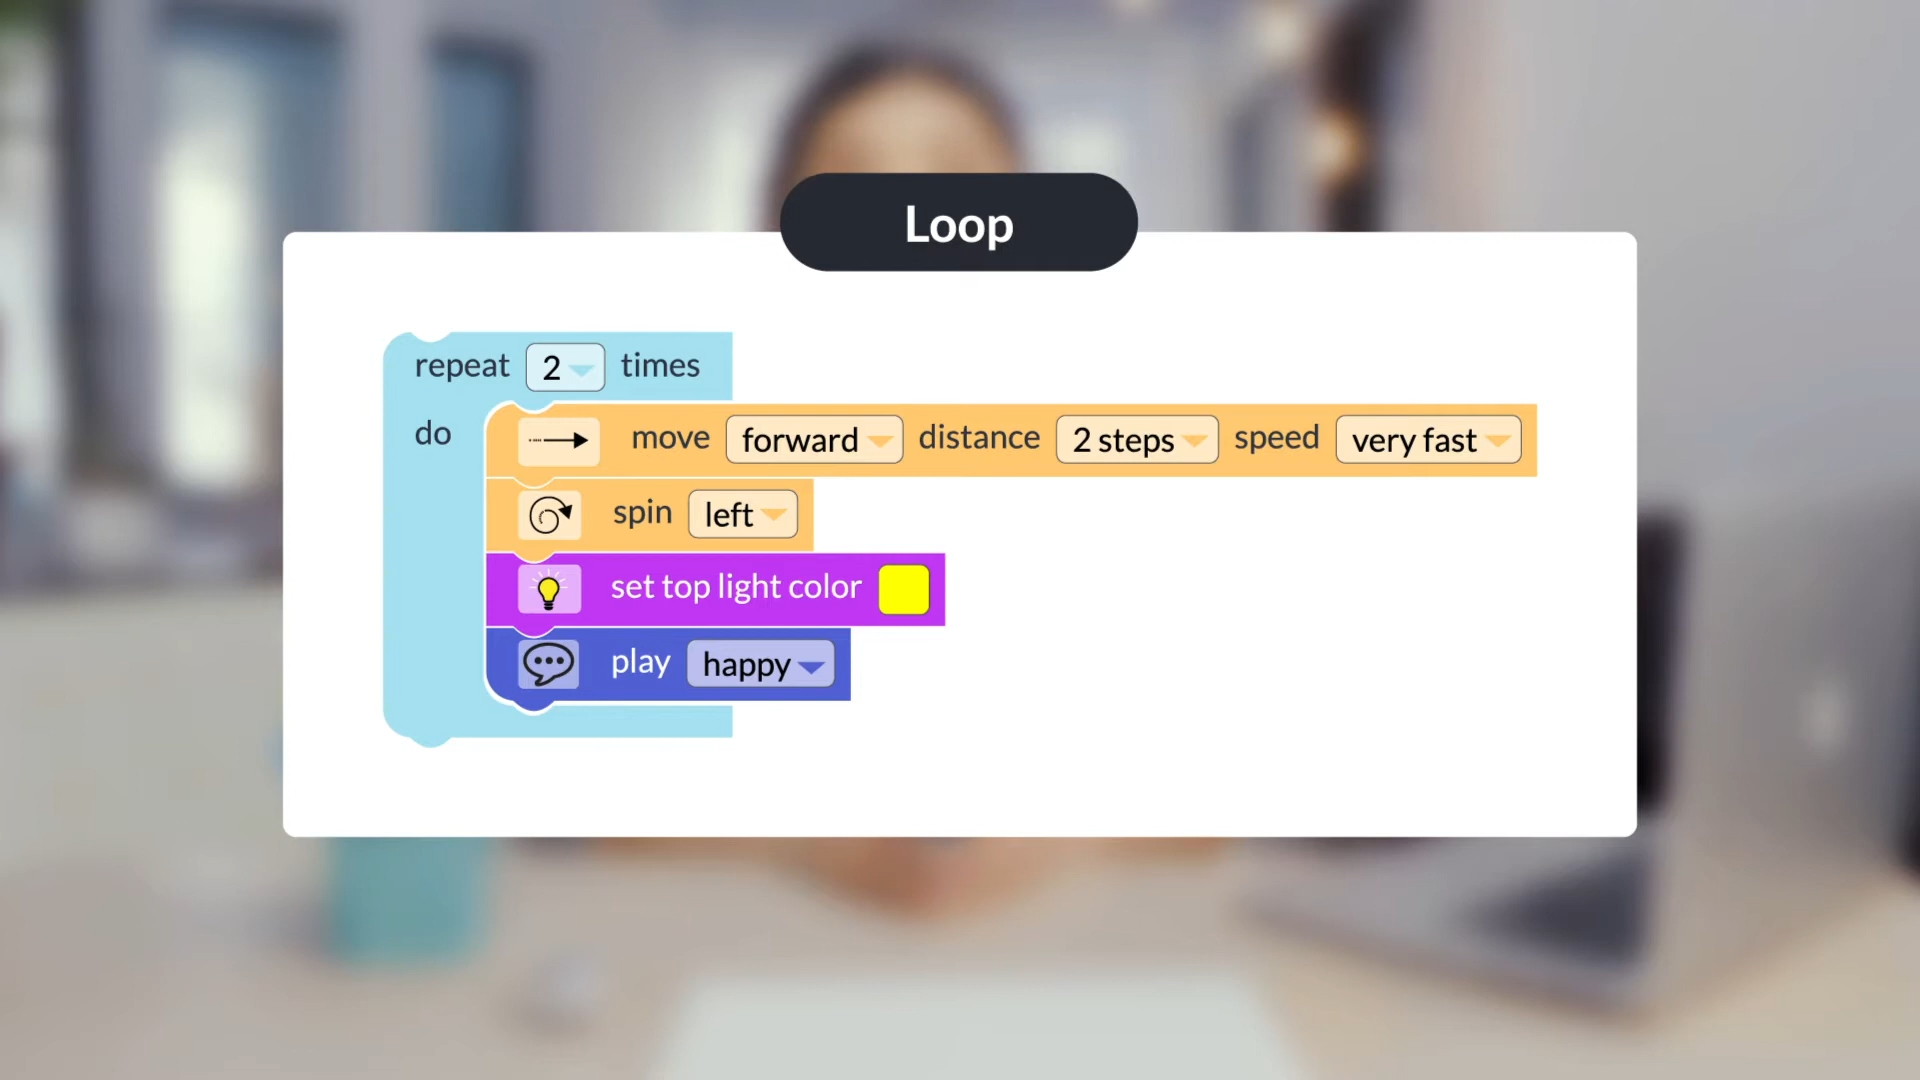 Loop
repeat 2 times
do
move forward distance 2 steps speed very fast
spin left
set top light color
play happy